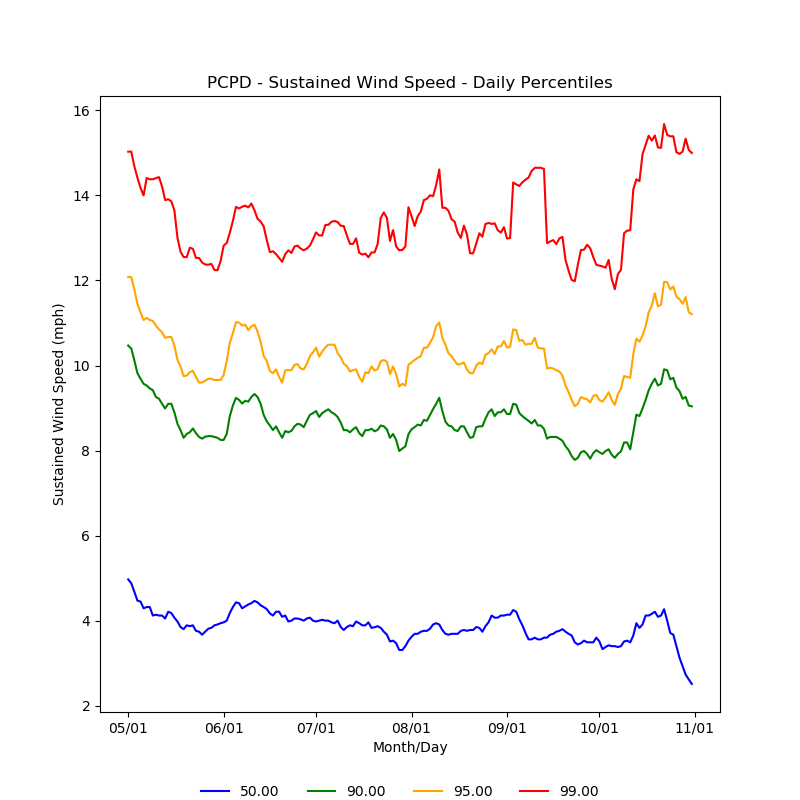 PCPD - Sustained Wind Speed - Daily Percentiles
16
14
12
10
8
6
4
2
Sustained Wind Speed (mph)
05/01 06/01 07/01 08/01 09/01 10/01 11/01
Month/Day
50.00 90.00 95.00 99.00